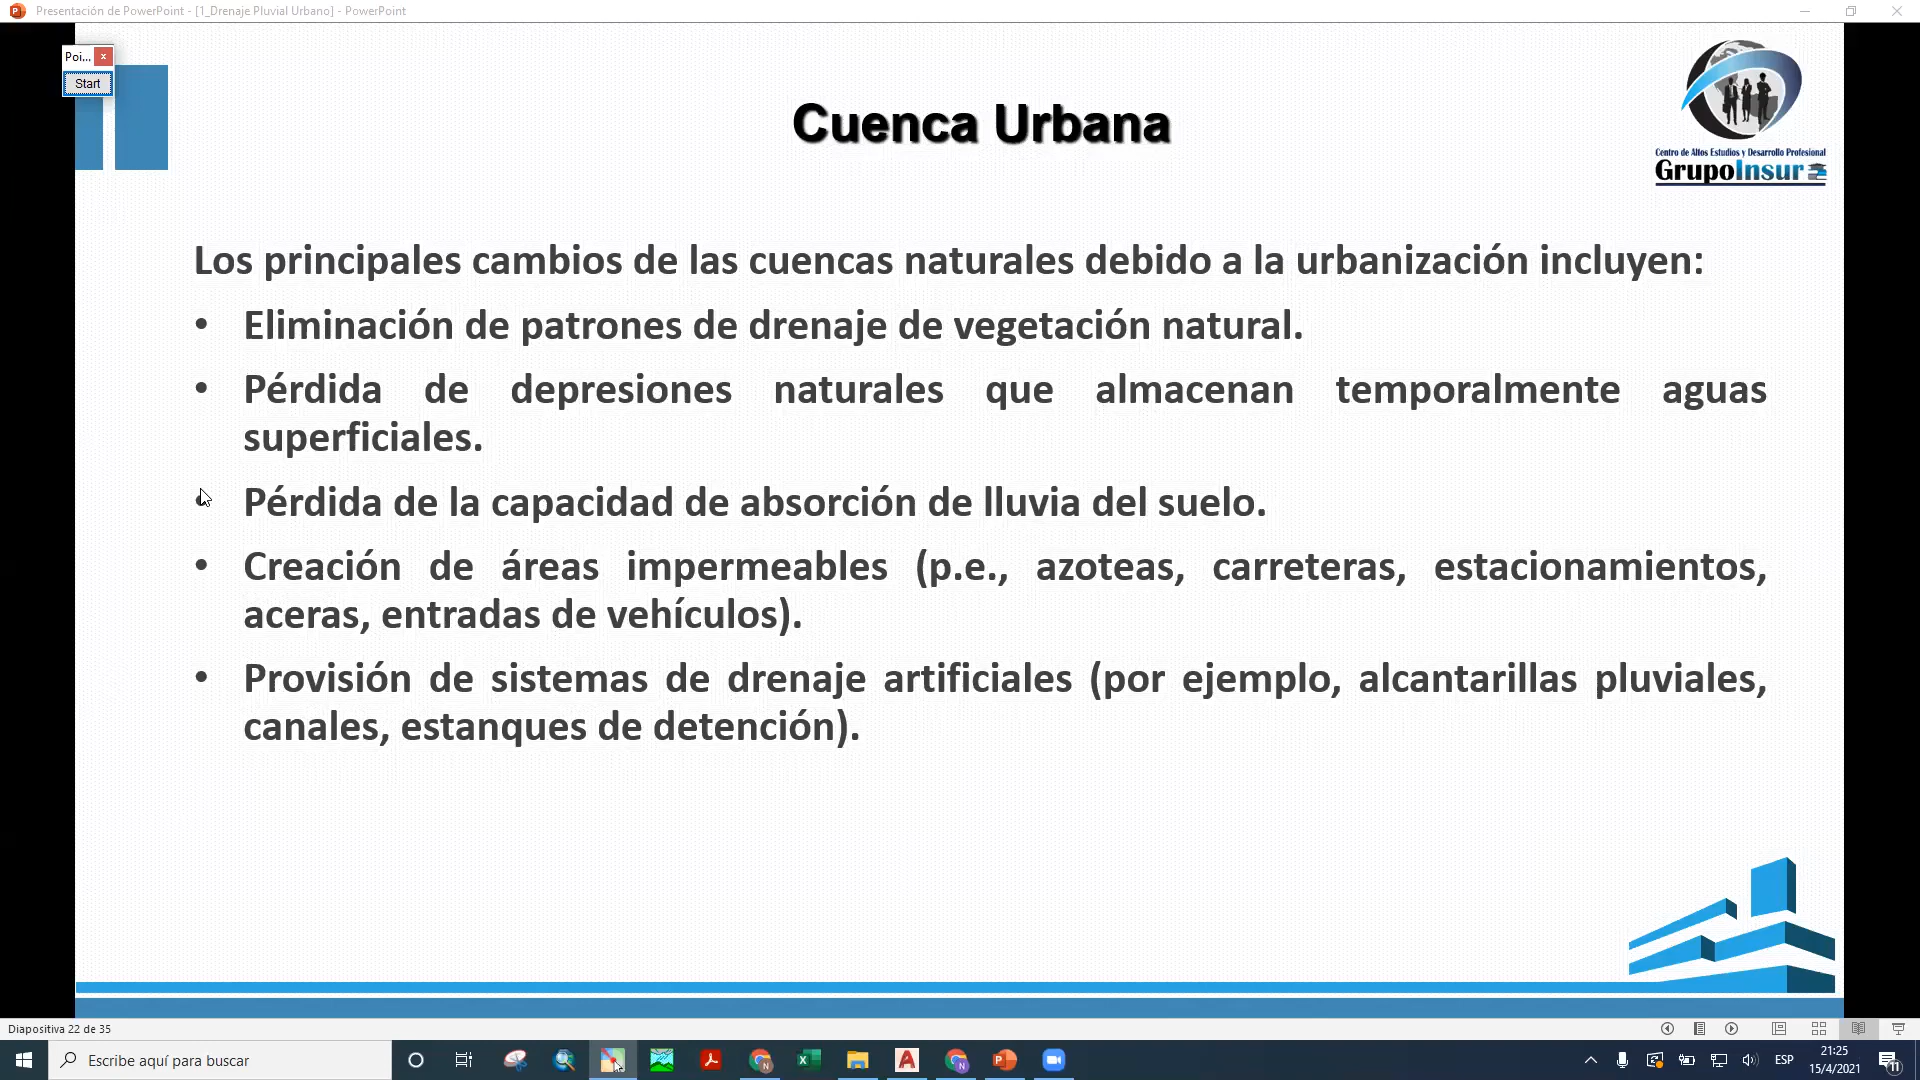 Presentación de PowerPoint - [1_Drenaje Pluvial Urbano] - PowerPoint
Poi...
Start
Cuenca Urbana
Centro de Altos Estudios y Desarrollo Profesional
GrupoInsur
Los principales cambios de las cuencas naturales debido a la urbanización incluyen:
• Eliminación de patrones de drenaje de vegetación natural.
• Pérdida de depresiones naturales que almacenan temporalmente aguas
superficiales.
• Pérdida de la capacidad de absorción de lluvia del suelo.
• Creación de áreas impermeables (p.e., azoteas, carreteras, estacionamientos,
aceras, entradas de vehículos).
• Provisión de sistemas de drenaje artificiales (por ejemplo, alcantarillas pluviales,
canales, estanques de detención).
Diapositiva 22 de 35
Escribe aquí para buscar
ESP
21:25
15/4/2021
11